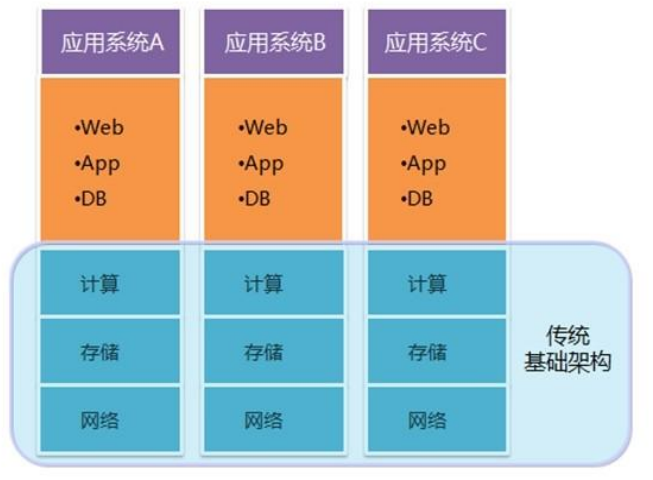 应用系统A
应用系统B
应用系统C
•Web
•App
•DB
•Web
•App
•DB
•Web
•App
•DB
计算
计算
计算
存储
存储
存储
网络
网络
网络
传统
基础架构